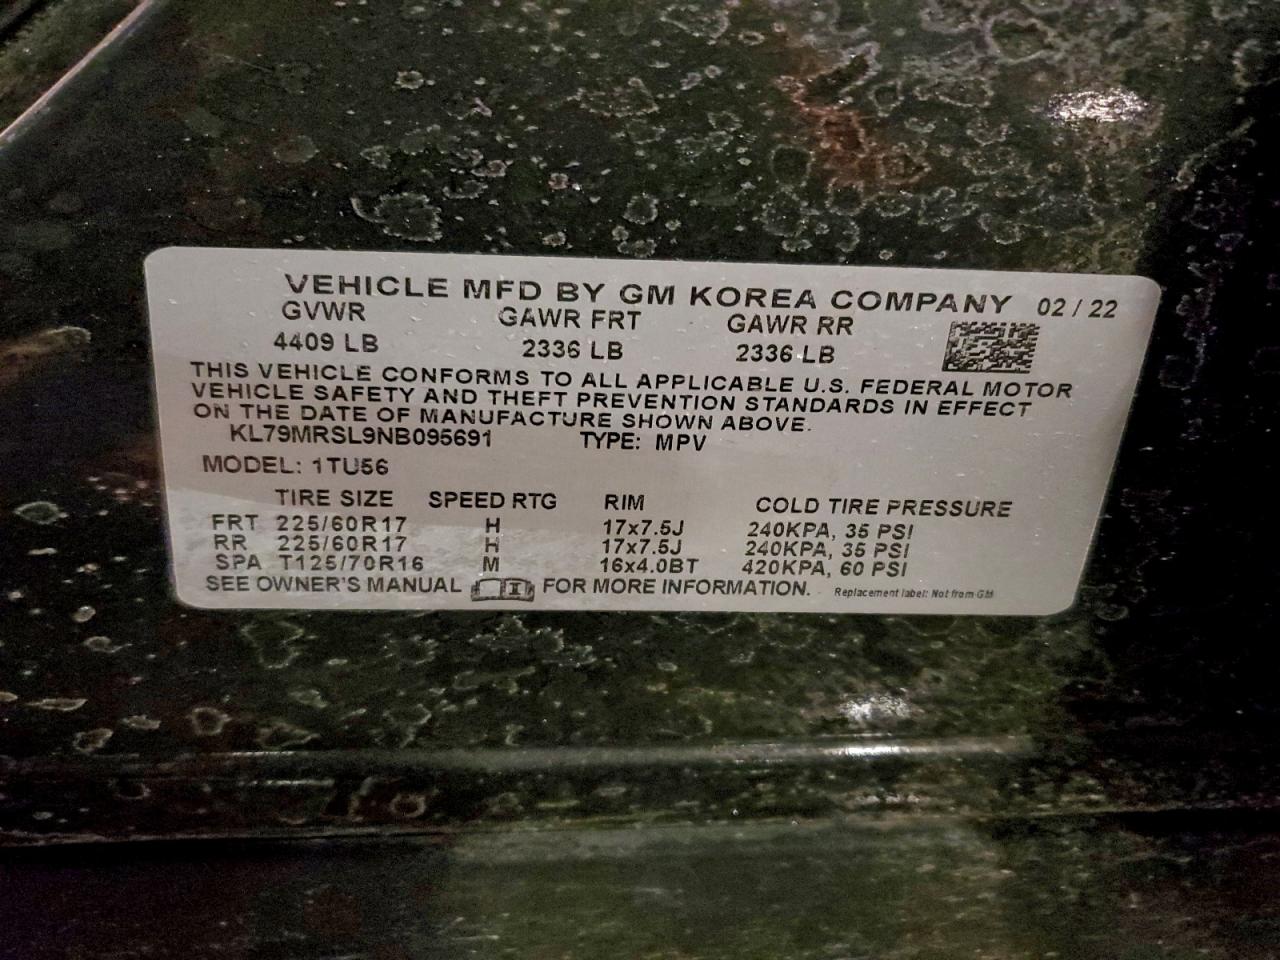 VEHICLE MFD BY GM KOREA COMPANY 02 / 22
GVWR GAWR FRT GAWR RR
4409 LB 2336 LB 2336 LB
THIS VEHICLE CONFORMS TO ALL APPLICABLE U.S. FEDERAL MOTOR
VEHICLE SAFETY AND THEFT PREVENTION STANDARDS IN EFFECT
ON THE DATE OF MANUFACTURE SHOWN ABOVE.
KL79MRSL9NB095691 TYPE: MPV
MODEL: 1TU56
TIRE SIZE SPEED RTG RIM COLD TIRE PRESSURE
FRT 225/60R17 H 17x7.5J 240KPA, 35 PSI
RR 225/60R17 H 17x7.5J 240KPA, 35 PSI
SPA T125/70R16 M 16x4.0BT 420KPA, 60 PSI
SEE OWNER'S MANUAL FOR MORE INFORMATION. Replacement label: Not from GM